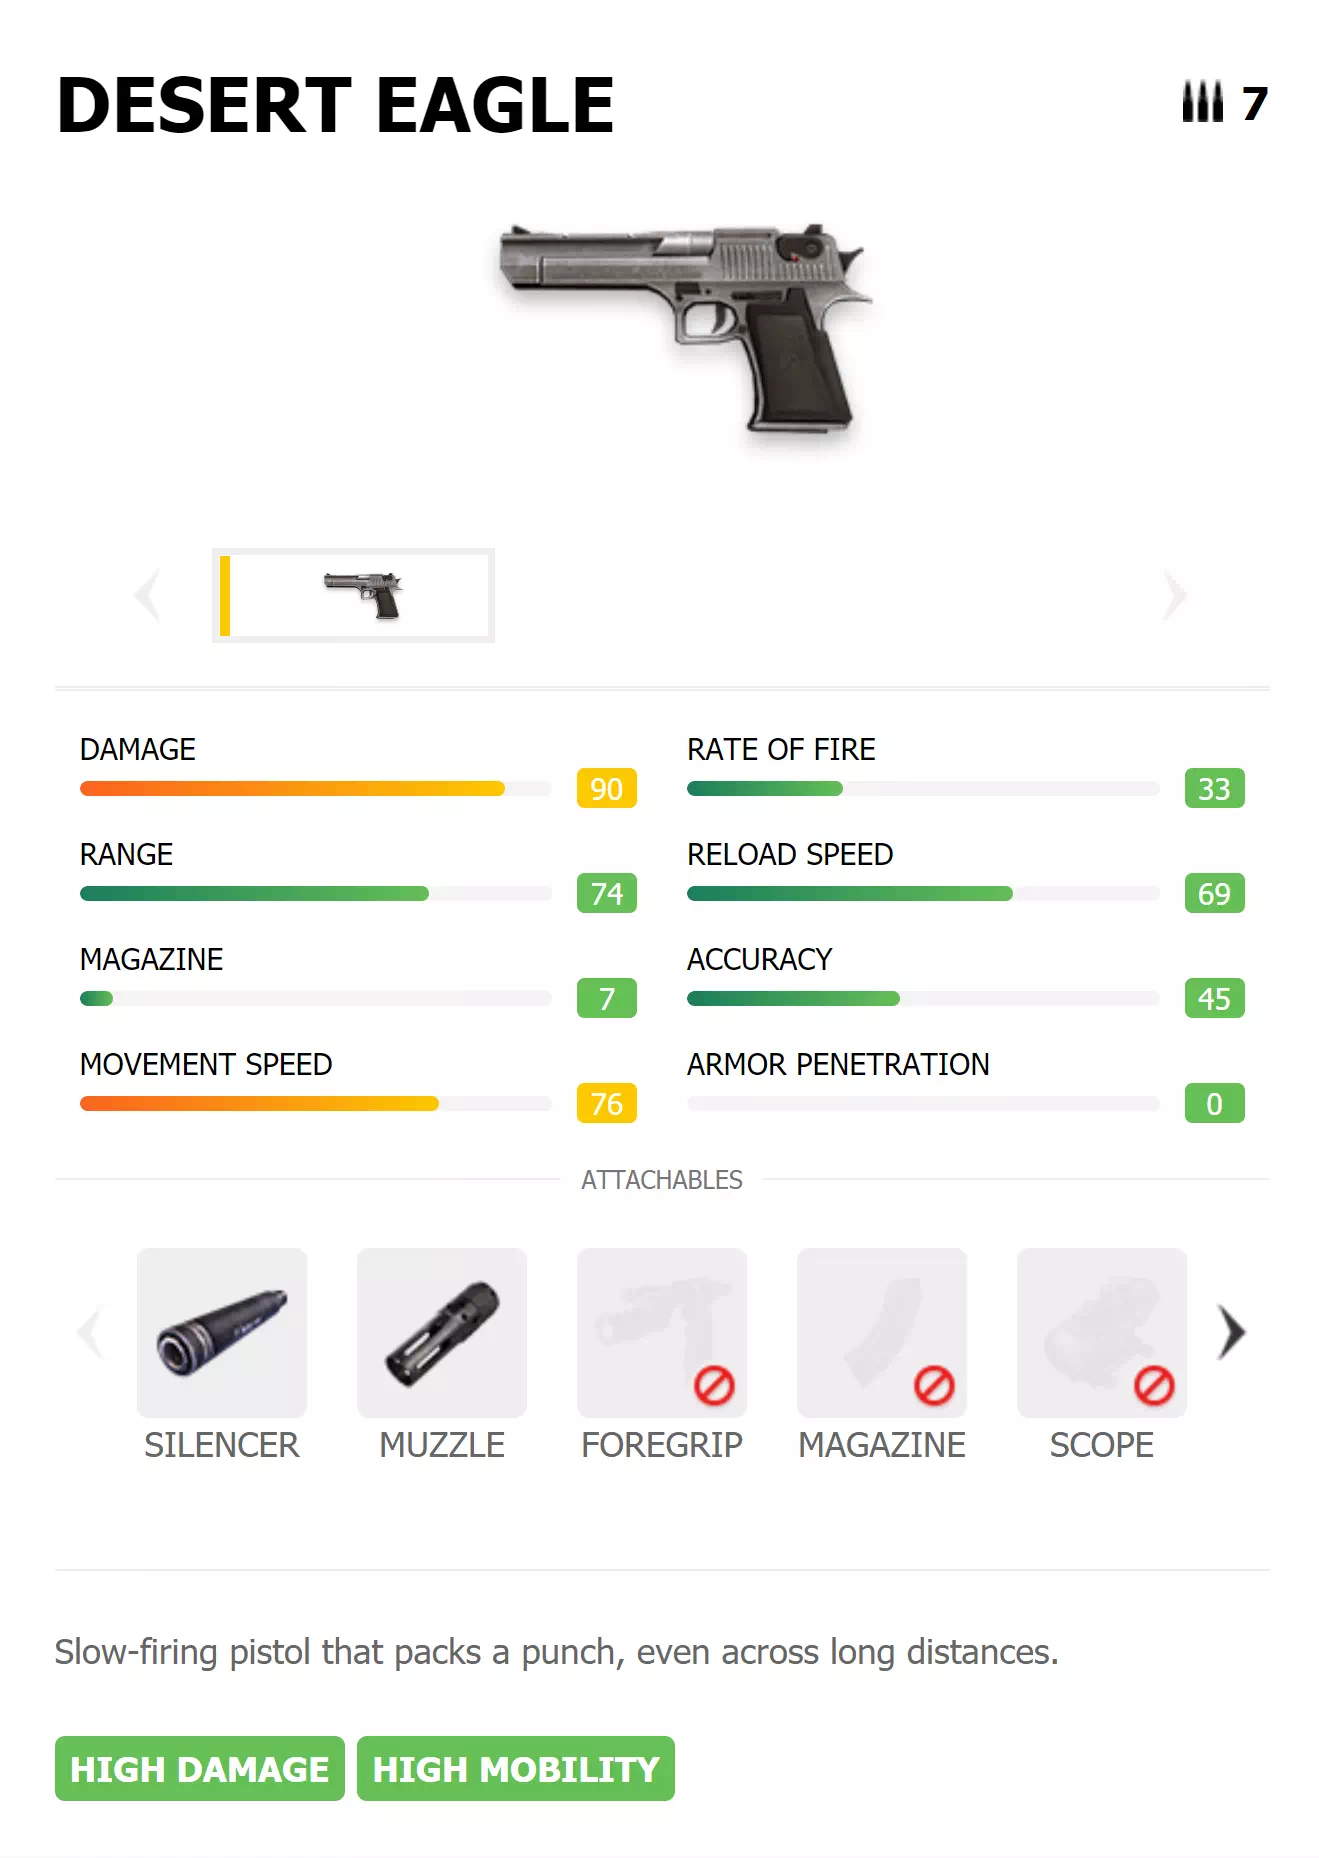 DESERT EAGLE
7
DAMAGE
90
RATE OF FIRE
33
RANGE
74
RELOAD SPEED
69
MAGAZINE
7
ACCURACY
45
MOVEMENT SPEED
76
ARMOR PENETRATION
0
ATTACHABLES
SILENCER MUZZLE FOREGRIP MAGAZINE SCOPE
Slow-firing pistol that packs a punch, even across long distances.
HIGH DAMAGE HIGH MOBILITY